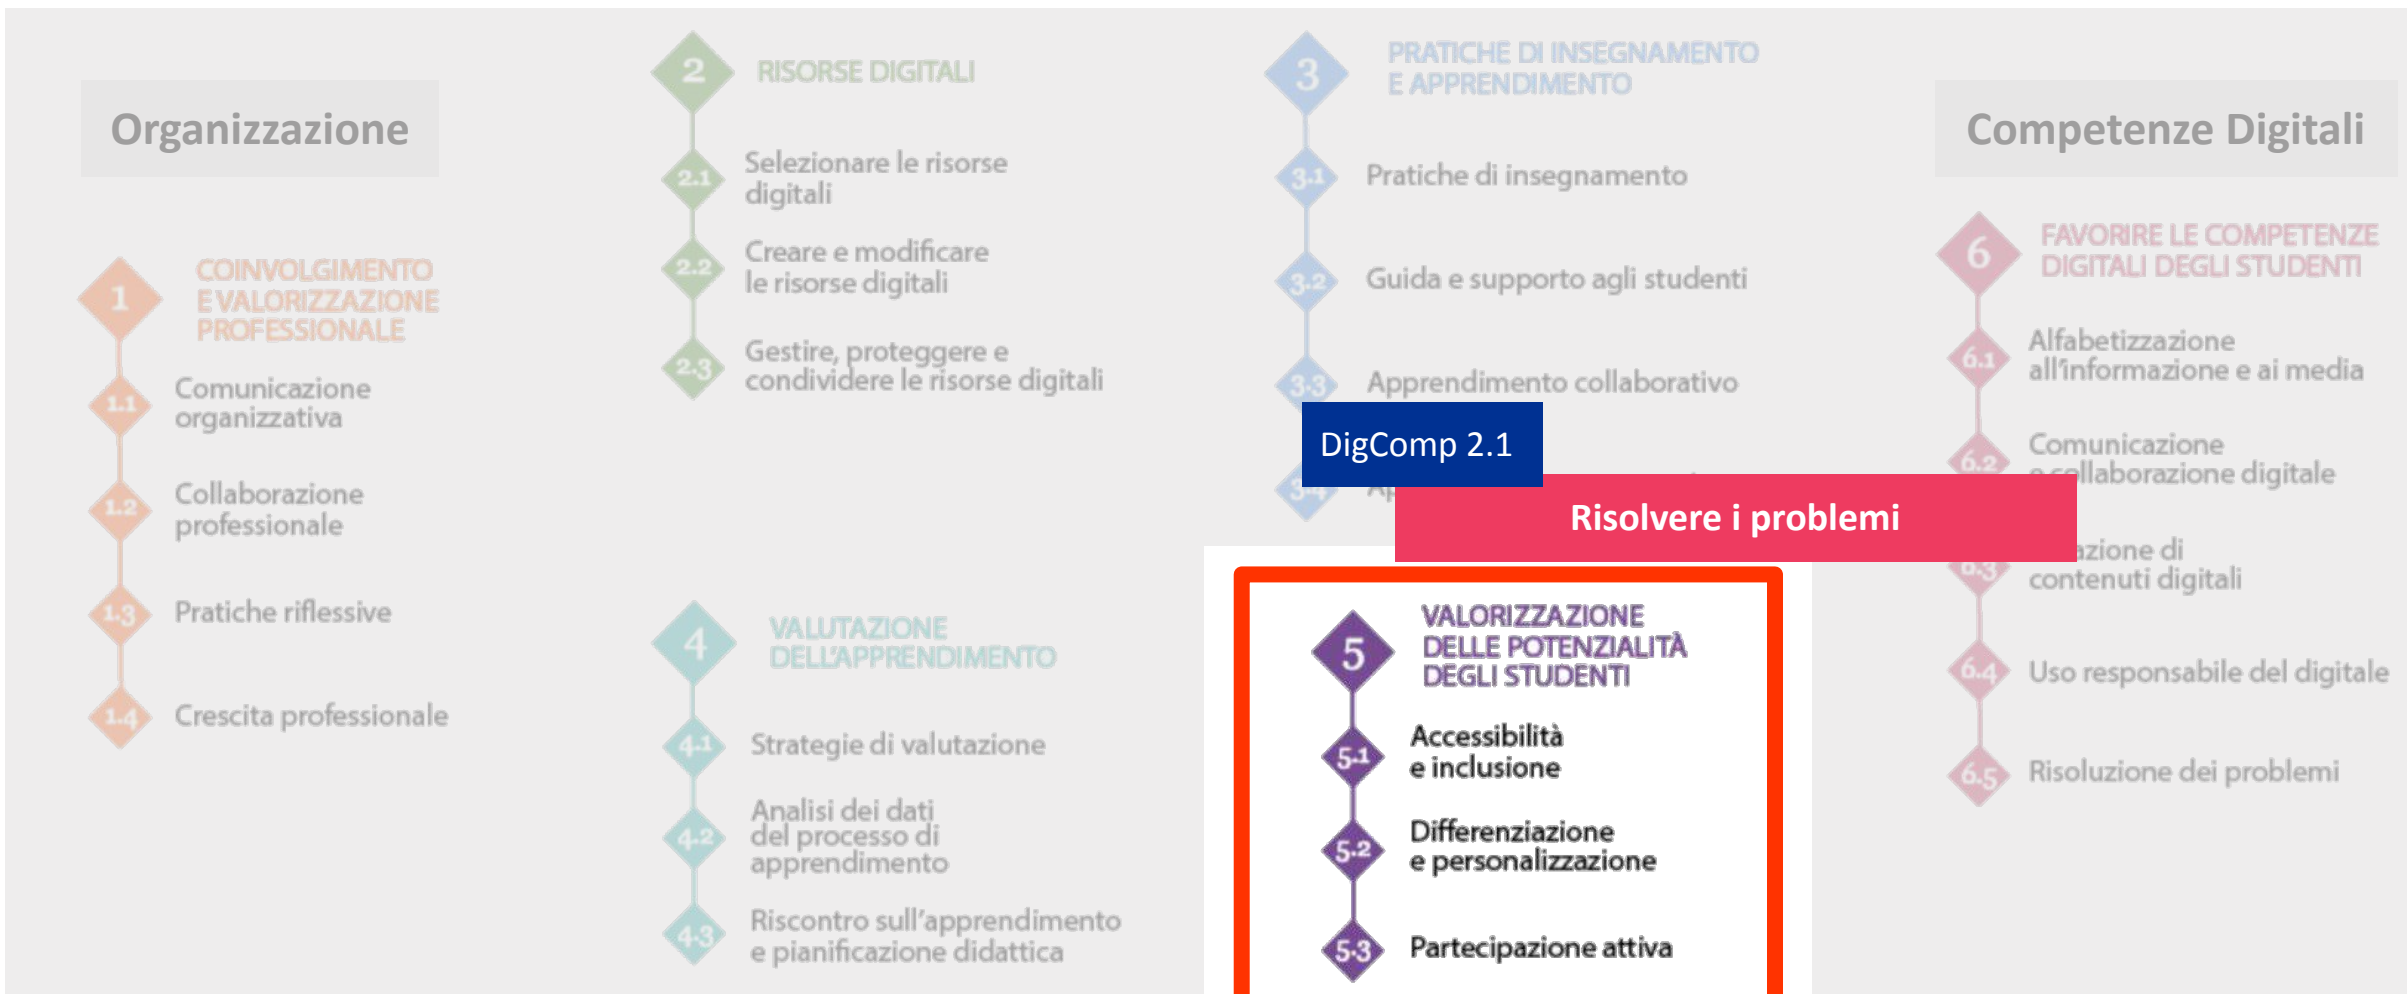 Organizzazione
1
COINVOLGIMENTO
E VALORIZZAZIONE
PROFESSIONALE
1.1
Comunicazione
organizzativa
1.2
Collaborazione
professionale
1.3
Pratiche riflessive
1.4
Crescita professionale
2
RISORSE DIGITALI
2.1
Selezionare le risorse
digitali
2.2
Creare e modificare
le risorse digitali
2.3
Gestire, proteggere e
condividere le risorse digitali
4
VALUTAZIONE
DELL'APPRENDIMENTO
4.1
Strategie di valutazione
4.2
Analisi dei dati
del processo di
apprendimento
4.3
Riscontro sull'apprendimento
e pianificazione didattica
3
PRATICHE DI INSEGNAMENTO
E APPRENDIMENTO
3.1
Pratiche di insegnamento
3.2
Guida e supporto agli studenti
3.3
Apprendimento collaborativo
3.4
DigComp 2.1
Risolvere i problemi
5
VALORIZZAZIONE
DELLE POTENZIALITÀ
DEGLI STUDENTI
5.1
Accessibilità
e inclusione
5.2
Differenziazione
e personalizzazione
5.3
Partecipazione attiva
Competenze Digitali
6
FAVORIRE LE COMPETENZE
DIGITALI DEGLI STUDENTI
6.1
Alfabetizzazione
all'informazione e ai media
6.2
Comunicazione
e collaborazione digitale
6.3
azione di
contenuti digitali
6.4
Uso responsabile del digitale
6.5
Risoluzione dei problemi